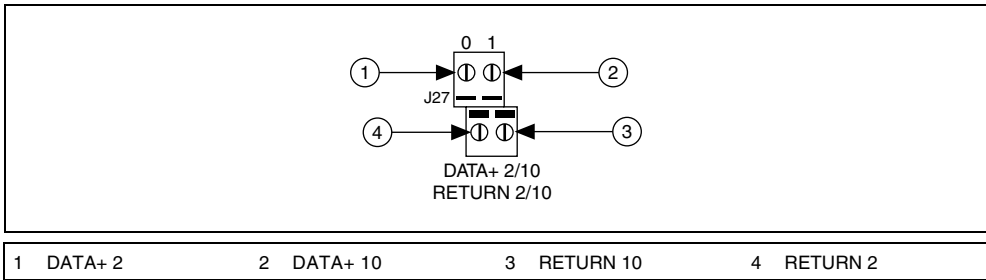 0 1
1
2
J27
4
3
DATA+ 2/10
RETURN 2/10
1 DATA+ 2 2 DATA+ 10 3 RETURN 10 4 RETURN 2